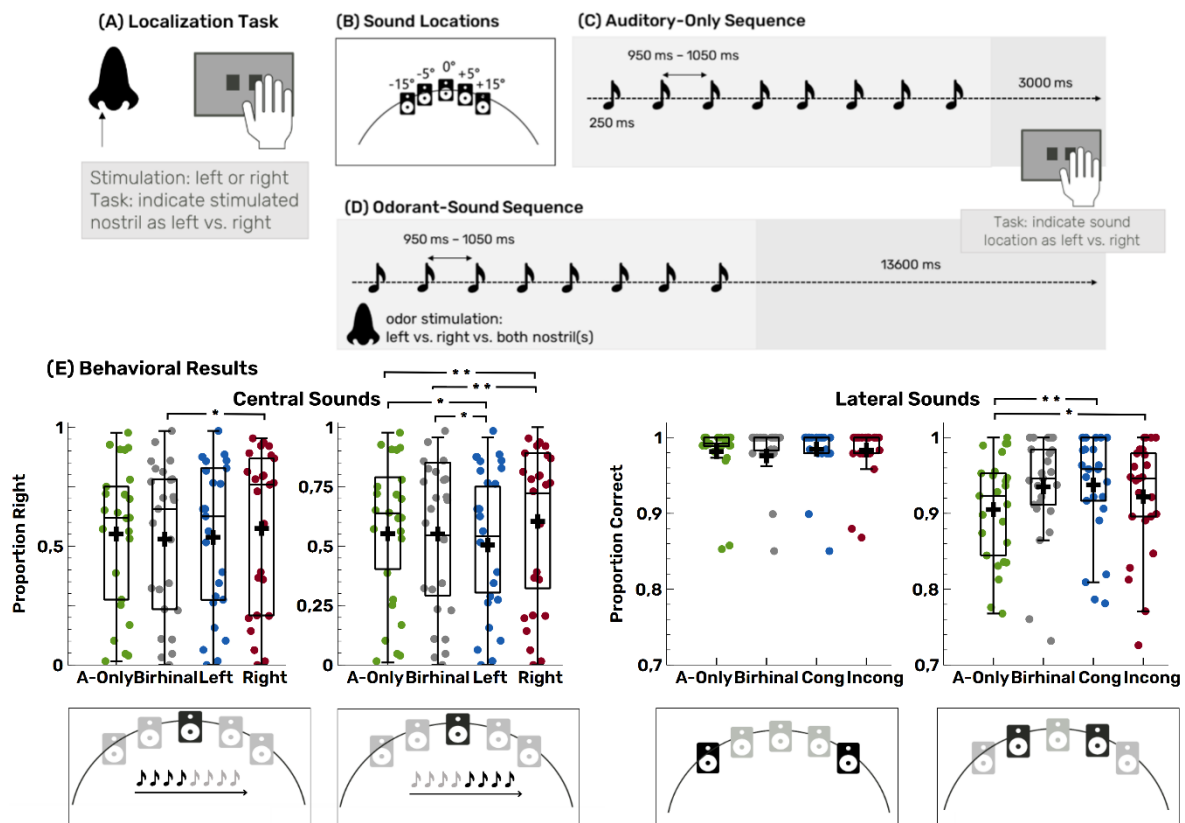 (A) Localization Task
Stimulation: left or right
Task: indicate stimulated
nostril as left vs. right
(B) Sound Locations
-15°
-5°
0°
+5°
+15°
(C) Auditory-Only Sequence
950 ms – 1050 ms
3000 ms
250 ms
Task: indicate sound
location as left vs. right
(D) Odorant-Sound Sequence
950 ms – 1050 ms
13600 ms
odor stimulation:
left vs. right vs. both nostril(s)
(E) Behavioral Results
Central Sounds
Proportion Right
1
0,5
0
*
A-Only Birhinal Left Right
* *
* *
*
*
1
0,75
0,5
0,25
0
A-Only Birhinal Left Right
Lateral Sounds
Proportion Correct
1
0,9
0,8
0,7
A-Only Birhinal Cong Incong
* *
*
1
0,9
0,8
0,7
A-Only Birhinal Cong Incong